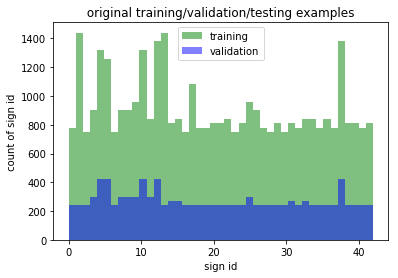 original training/validation/testing examples
training
validation
count of sign id
1400
1200
1000
800
600
400
200
0
0 10 20 30 40
sign id